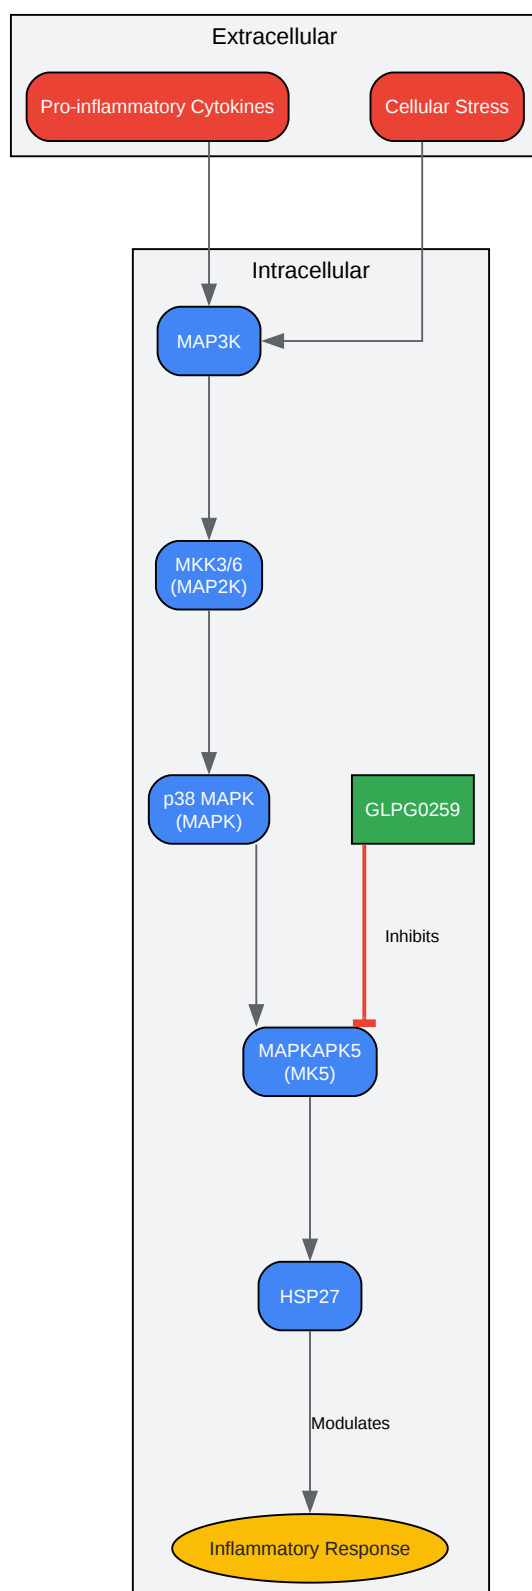 Extracellular
Pro-inflammatory Cytokines
Cellular Stress
Intracellular
MAP3K
MKK3/6
(MAP2K)
p38 MAPK
(MAPK)
GLPG0259
Inhibits
MAPKAPK5
(MK5)
HSP27
Modulates
Inflammatory Response